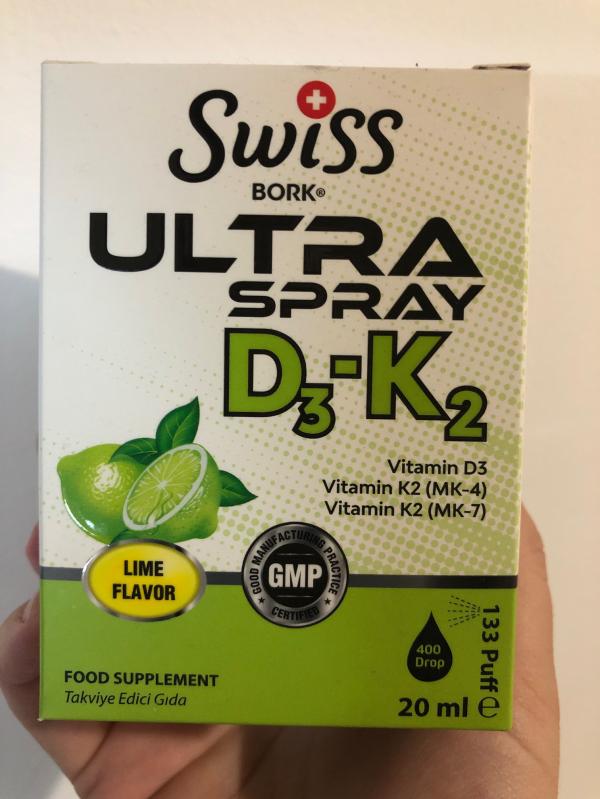 Swiss
BORK®
ULTRA
SPRAY
D3-K2
Vitamin D3
Vitamin K2 (MK-4)
Vitamin K2 (MK-7)
LIME
FLAVOR
GOOD MANUFACTURING PRACTICE
GMP
★ CERTIFIED ★
400
Drop
133 Puff
20 ml ℮
FOOD SUPPLEMENT
Takviye Edici Gıda